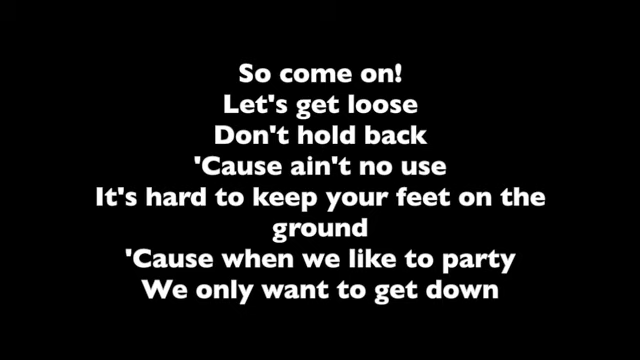 So come on!
Let's get loose
Don't hold back
'Cause ain't no use
It's hard to keep your feet on the
ground
'Cause when we like to party
We only want to get down